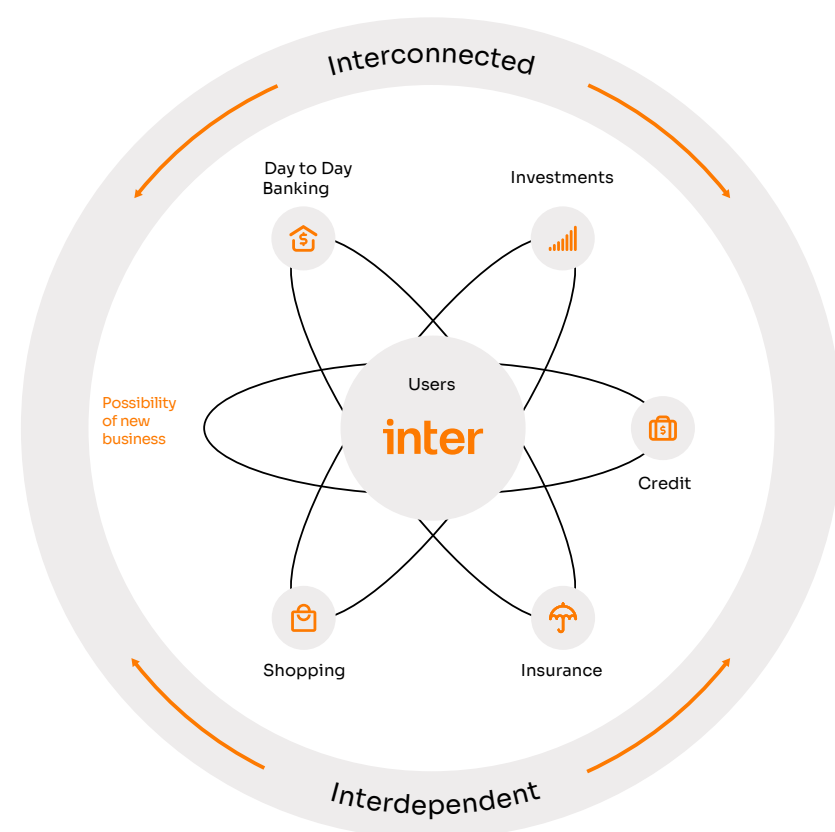 Interconnected
Day to Day
Banking
Investments
Users
inter
Possibility
of new
business
$
$
Credit
Shopping
Insurance
Interdependent